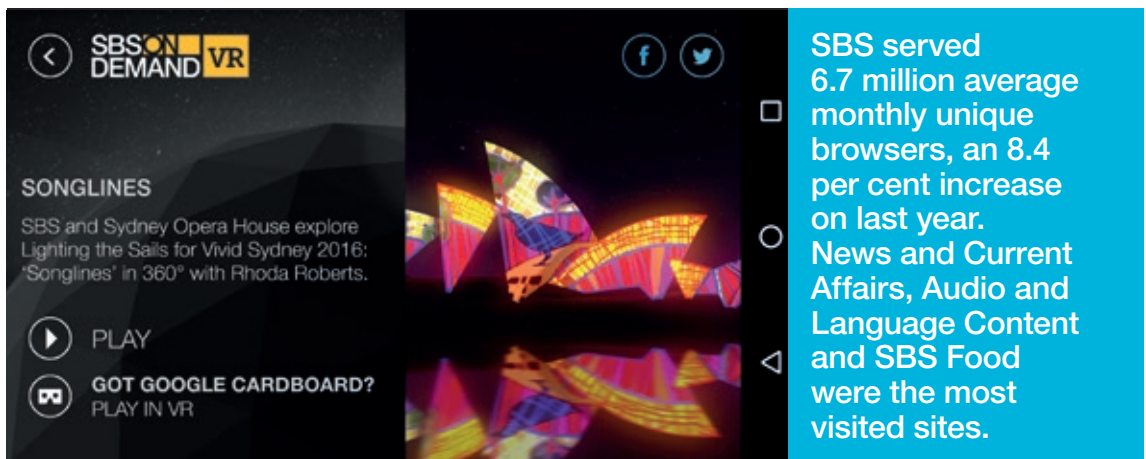 SBS ON
DEMAND VR
SONGLINES
SBS and Sydney Opera House explore
Lighting the Sails for Vivid Sydney 2016:
‘Songlines’ in 360° with Rhoda Roberts.
PLAY
GOT GOOGLE CARDBOARD?
PLAY IN VR
f
SBS served
6.7 million average
monthly unique
browsers, an 8.4
per cent increase
on last year.
News and Current
Affairs, Audio and
Language Content
and SBS Food
were the most
visited sites.